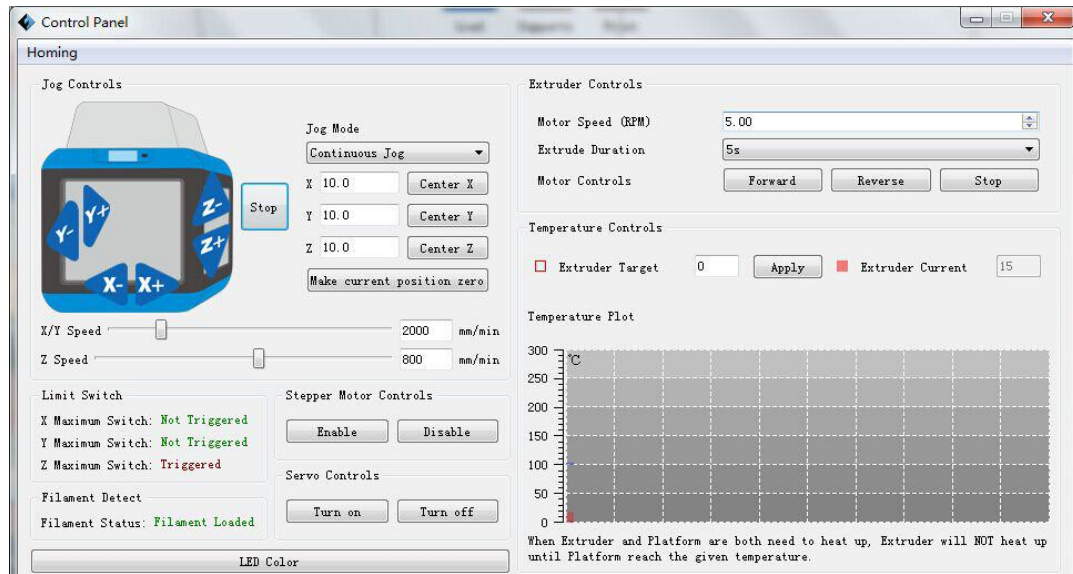 Control Panel
Homing
Jog Controls
Y-
Y+
Z-
Z+
X-
X+
Stop
Jog Mode
Continuous Jog
X 10.0 Center X
Y 10.0 Center Y
Z 10.0 Center Z
Make current position zero
X/Y Speed 2000 mm/min
Z Speed 800 mm/min
Limit Switch
X Maximum Switch: Not Triggered
Y Maximum Switch: Not Triggered
Z Maximum Switch: Triggered
Filament Detect
Filament Status: Filament Loaded
Stepper Motor Controls
Enable Disable
Servo Controls
Turn on Turn off
LED Color
Extruder Controls
Motor Speed (RPM) 5.00
Extrude Duration 5s
Motor Controls Forward Reverse Stop
Temperature Controls
Extruder Target 0 Apply Extruder Current 15
Temperature Plot
°C
300
250
200
150
100
50
0
When Extruder and Platform are both need to heat up, Extruder will NOT heat up
until Platform reach the given temperature.